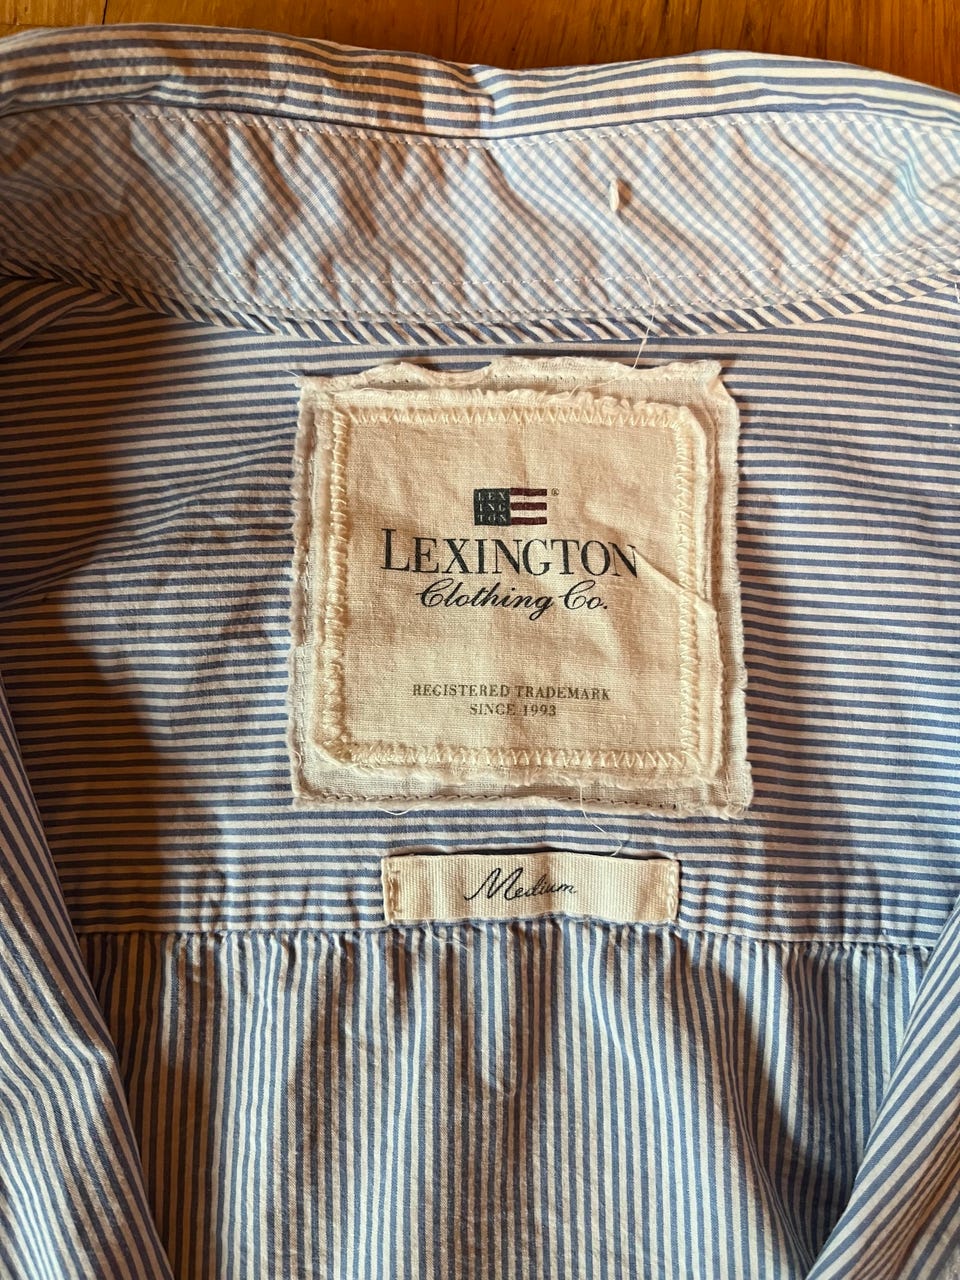 LEX
ING
TON
®
LEXINGTON
Clothing Co.
REGISTERED TRADEMARK
SINCE 1993
Medium